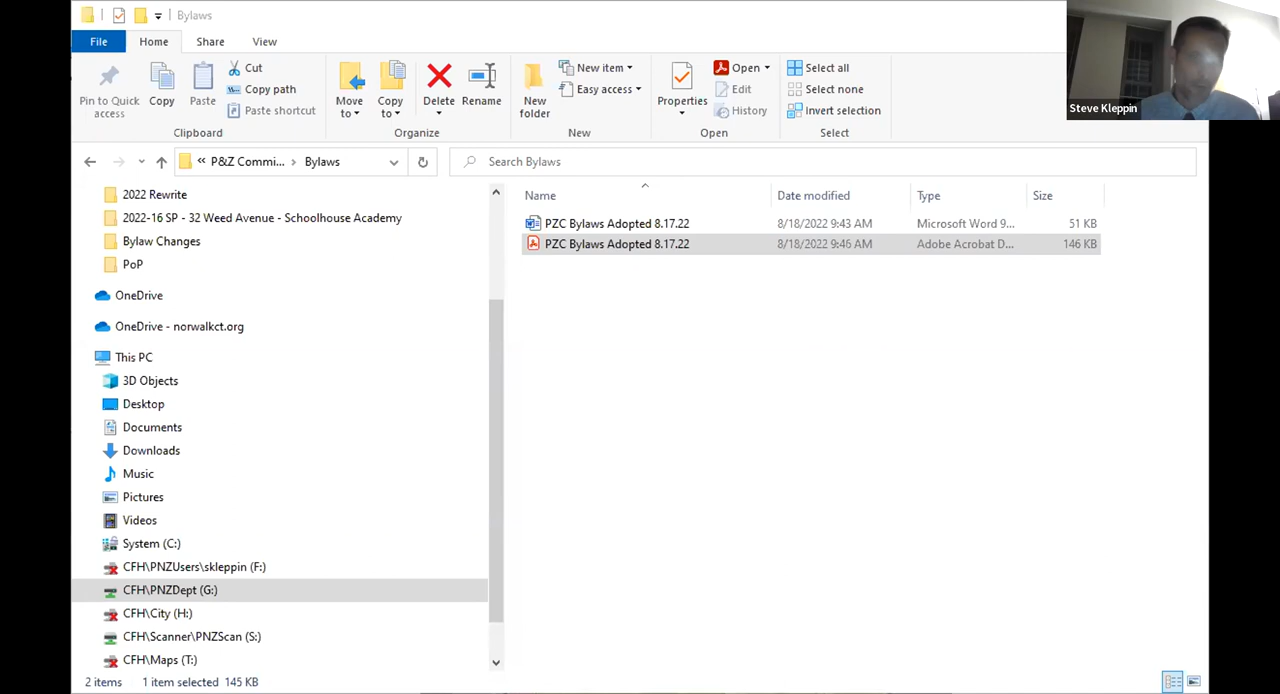 Bylaws
File Home Share View
Pin to Quick access
Copy
Paste
Cut
Copy path
Paste shortcut
Clipboard
Move to
Copy to
Delete
Rename
Organize
New folder
New item
Easy access
New
Properties
Open
Edit
History
Open
Select all
Select none
Invert selection
Select
Steve Kleppin
« P&Z Commi... > Bylaws
Search Bylaws
2022 Rewrite
2022-16 SP - 32 Weed Avenue - Schoolhouse Academy
Bylaw Changes
PoP
OneDrive
OneDrive - norwalkct.org
This PC
3D Objects
Desktop
Documents
Downloads
Music
Pictures
Videos
System (C:)
CFH\PNZUsers\skleppin (F:)
CFH\PNZDept (G:)
CFH\City (H:)
CFH\Scanner\PNZScan (S:)
CFH\Maps (T:)
Name Date modified Type Size
PZC Bylaws Adopted 8.17.22 8/18/2022 9:43 AM Microsoft Word 9... 51 KB
PZC Bylaws Adopted 8.17.22 8/18/2022 9:46 AM Adobe Acrobat D... 146 KB
2 items 1 item selected 145 KB